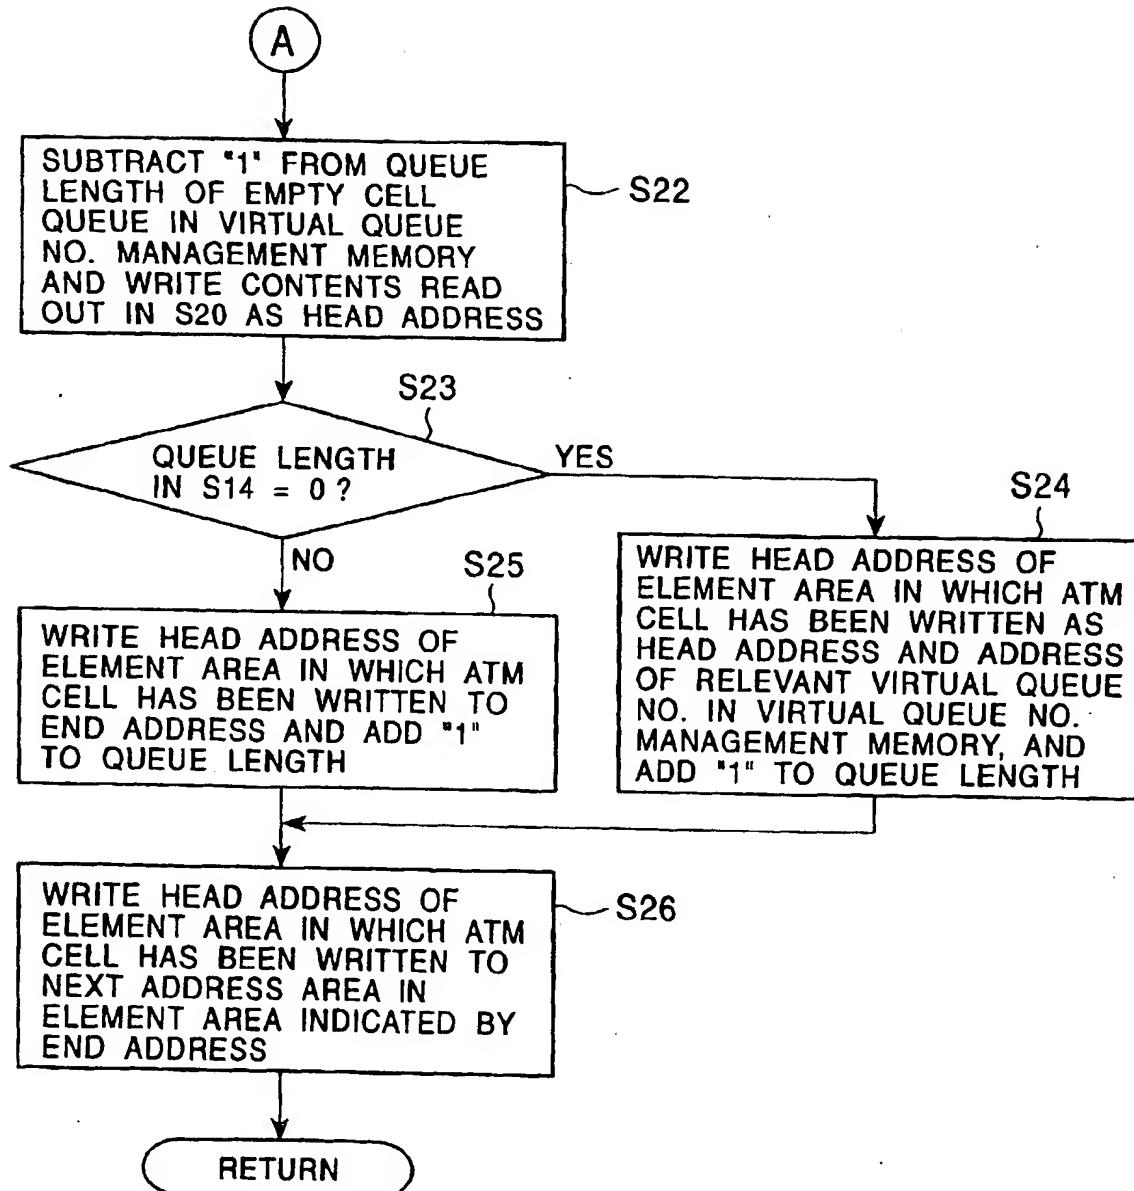 A
SUBTRACT "1" FROM QUEUE
LENGTH OF EMPTY CELL
QUEUE IN VIRTUAL QUEUE
NO. MANAGEMENT MEMORY
AND WRITE CONTENTS READ
OUT IN S20 AS HEAD ADDRESS
S22
S23
QUEUE LENGTH
IN S14 = 0 ?
YES
NO
S24
WRITE HEAD ADDRESS OF
ELEMENT AREA IN WHICH ATM
CELL HAS BEEN WRITTEN AS
HEAD ADDRESS AND ADDRESS
OF RELEVANT VIRTUAL QUEUE
NO. IN VIRTUAL QUEUE NO.
MANAGEMENT MEMORY, AND
ADD "1" TO QUEUE LENGTH
S25
WRITE HEAD ADDRESS OF
ELEMENT AREA IN WHICH ATM
CELL HAS BEEN WRITTEN TO
END ADDRESS AND ADD "1"
TO QUEUE LENGTH
WRITE HEAD ADDRESS OF
ELEMENT AREA IN WHICH ATM
CELL HAS BEEN WRITTEN TO
NEXT ADDRESS AREA IN
ELEMENT AREA INDICATED BY
END ADDRESS
S26
RETURN